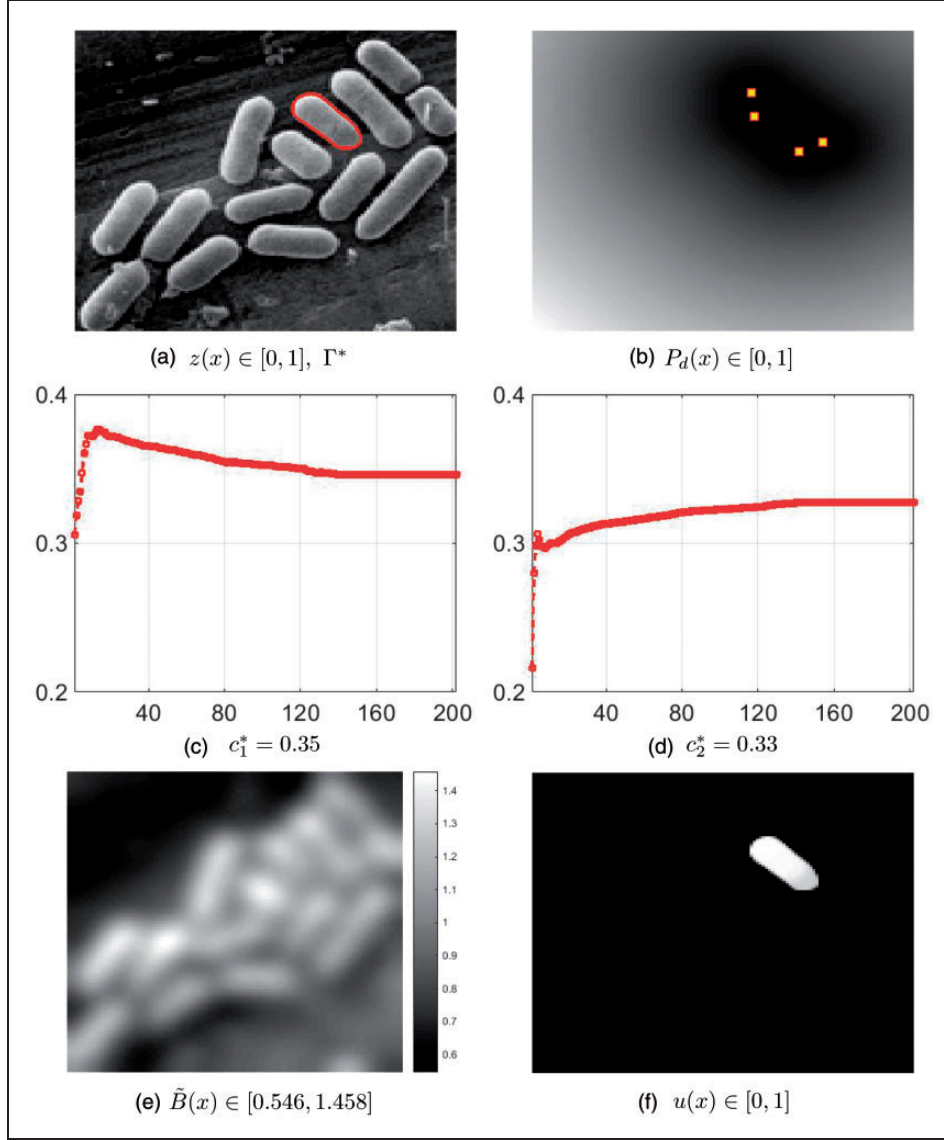 (a) z(x) ∈ [0, 1], Γ*
(b) P_d(x) ∈ [0, 1]
0.4
0.3
0.2
40 80 120 160 200
(c) c₁* = 0.35
0.4
0.3
0.2
40 80 120 160 200
(d) c₂* = 0.33
1.4
1.3
1.2
1.1
1
0.9
0.8
0.7
0.6
(e) B̃(x) ∈ [0.546, 1.458]
(f) u(x) ∈ [0, 1]